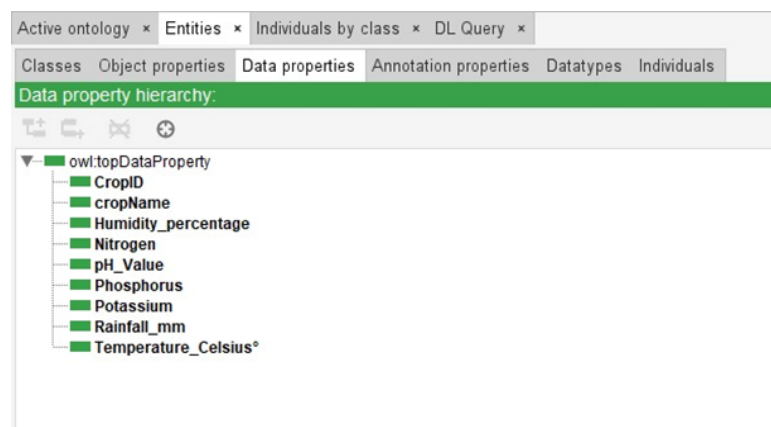 Active ontology × Entities × Individuals by class × DL Query ×
Classes Object properties Data properties Annotation properties Datatypes Individuals
Data property hierarchy:
owl:topDataProperty
CropID
cropName
Humidity_percentage
Nitrogen
pH_Value
Phosphorus
Potassium
Rainfall_mm
Temperature_Celsius°